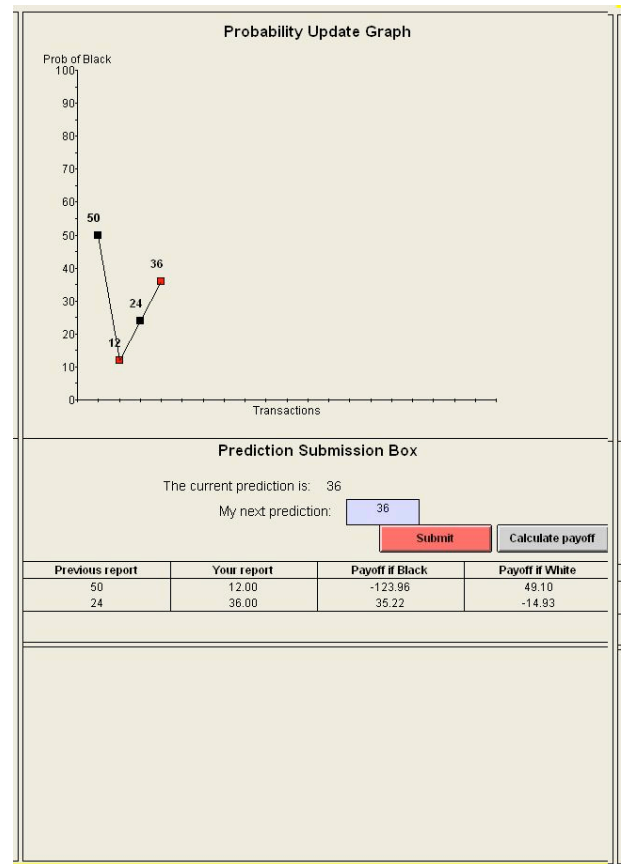 Probability Update Graph
Prob of Black
100
90
80
70
60
50
40
30
20
10
0
50
12
24
36
Transactions
Prediction Submission Box
The current prediction is: 36
My next prediction: 36
Submit Calculate payoff
Previous report Your report Payoff if Black Payoff if White
50 12.00 -123.96 49.10
24 36.00 35.22 -14.93